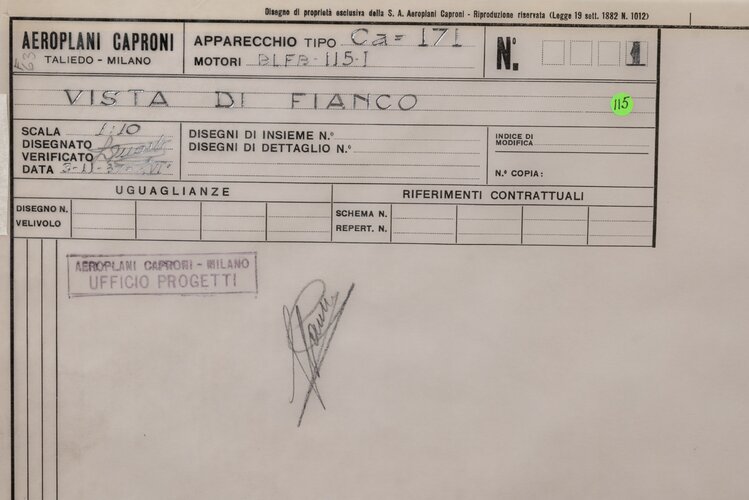 Disegno di proprietà esclusiva della S. A. Aeroplani Caproni - Riproduzione riservata (Legge 19 sett. 1882 N. 1012)
AEROPLANI CAPRONI
TALIEDO - MILANO
APPARECCHIO TIPO Ca = 171
MOTORI
115-I
N.º 1
VISTA DI FIANCO
115
SCALA 1:10
DISEGNATO
VERIFICATO
DATA
DISEGNI DI INSIEME N.º
DISEGNI DI DETTAGLIO N.º
INDICE DI
MODIFICA
N.º COPIA:
UGUAGLIANZE
RIFERIMENTI CONTRATTUALI
DISEGNO N.
VELIVOLO
SCHEMA N.
REPERT. N.
AEROPLANI CAPRONI - MILANO
UFFICIO PROGETTI